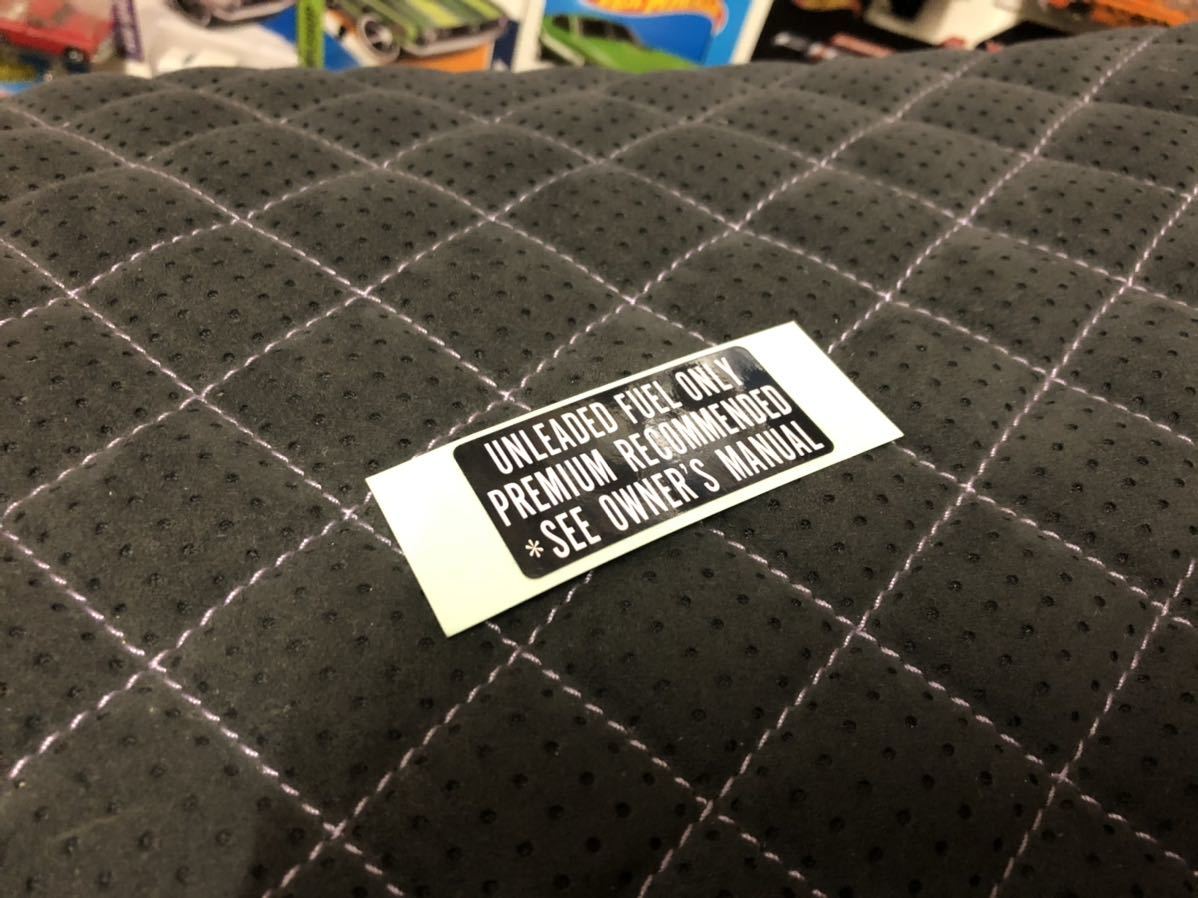 UNLEADED FUEL ONLY
PREMIUM RECOMMENDED
*SEE OWNER'S MANUAL